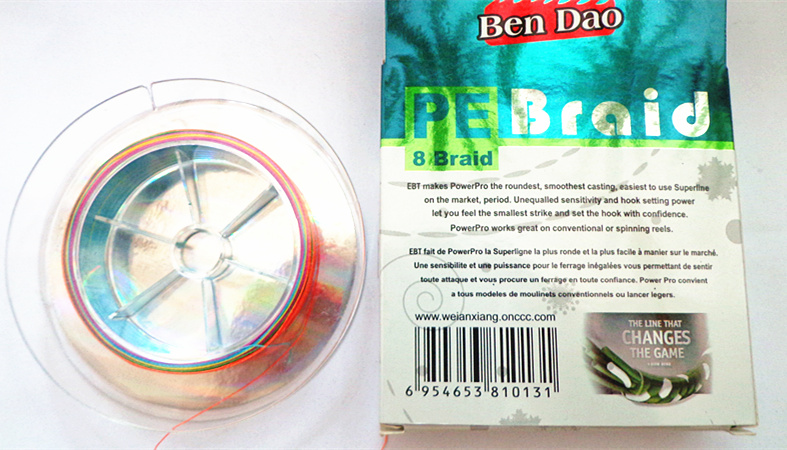 Ben Dao
PE Braid
8 Braid
EBT makes PowerPro the roundest, smoothest casting, easiest to use Superline
on the market, period. Unequalled sensitivity and hook setting power
let you feel the smallest strike and set the hook with confidence.
PowerPro works great on conventional or spinning reels.
EBT fait de PowerPro la Superligne la plus ronde et la plus facile à manier sur le marché.
Une sensibilite et une puissance pour le ferrage inégalées vous permettant de sentir
toute attaque et vous procure un ferrage en toute confiance. Power Pro convient
a tous modeles de moulinets conventionnels ou lancer legers.
www.weianxiang.onccc.com
6 954653 810131
THE LINE THAT
CHANGES
THE GAME